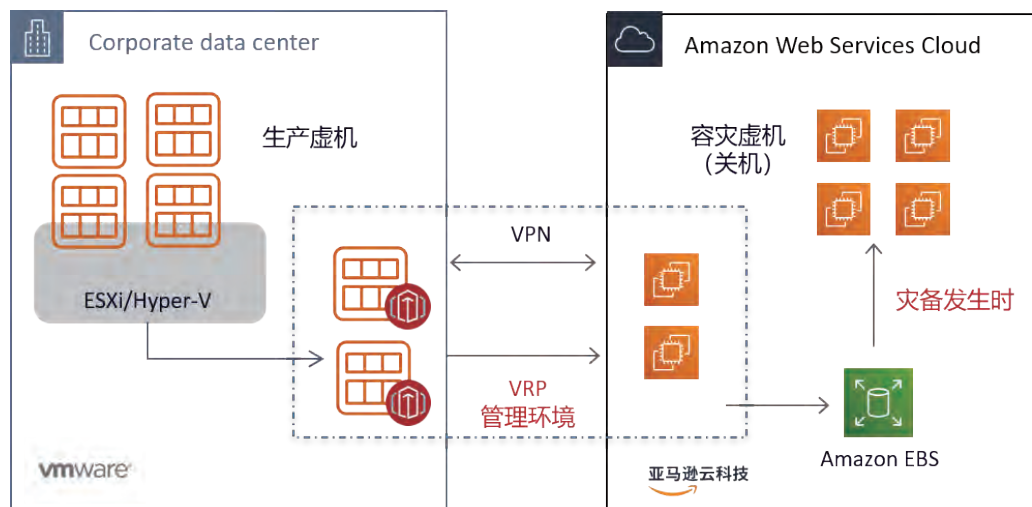 Corporate data center
Amazon Web Services Cloud
生产虚机
容灾虚机
（关机）
VPN
ESXi/Hyper-V
灾备发生时
VRP
管理环境
Amazon EBS
vmware
亚马逊云科技